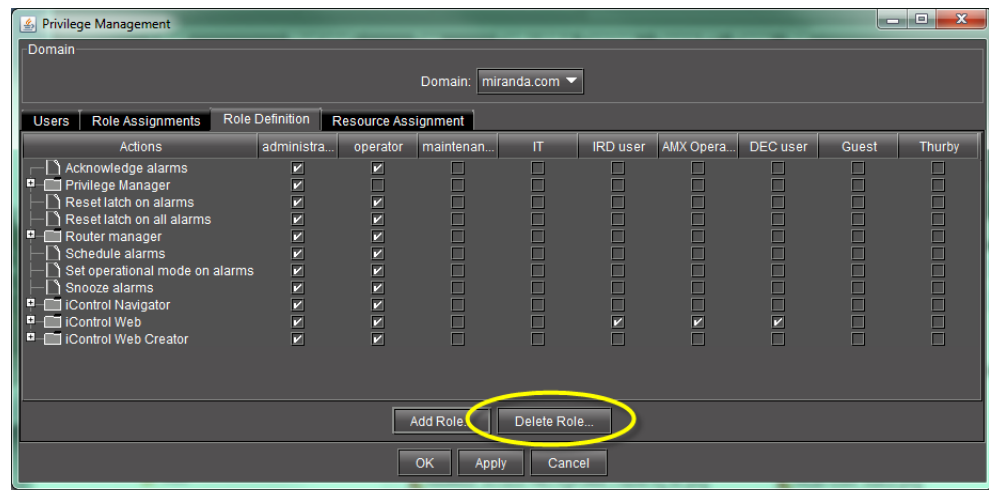 Privilege Management
Domain
Domain: miranda.com
Users Role Assignments Role Definition Resource Assignment
Actions administra... operator maintenan... IT IRD user AMX Opera... DEC user Guest Thurby
Acknowledge alarms
Privilege Manager
Reset latch on alarms
Reset latch on all alarms
Router manager
Schedule alarms
Set operational mode on alarms
Snooze alarms
iControl Navigator
iControl Web
iControl Web Creator
Add Role... Delete Role...
OK Apply Cancel